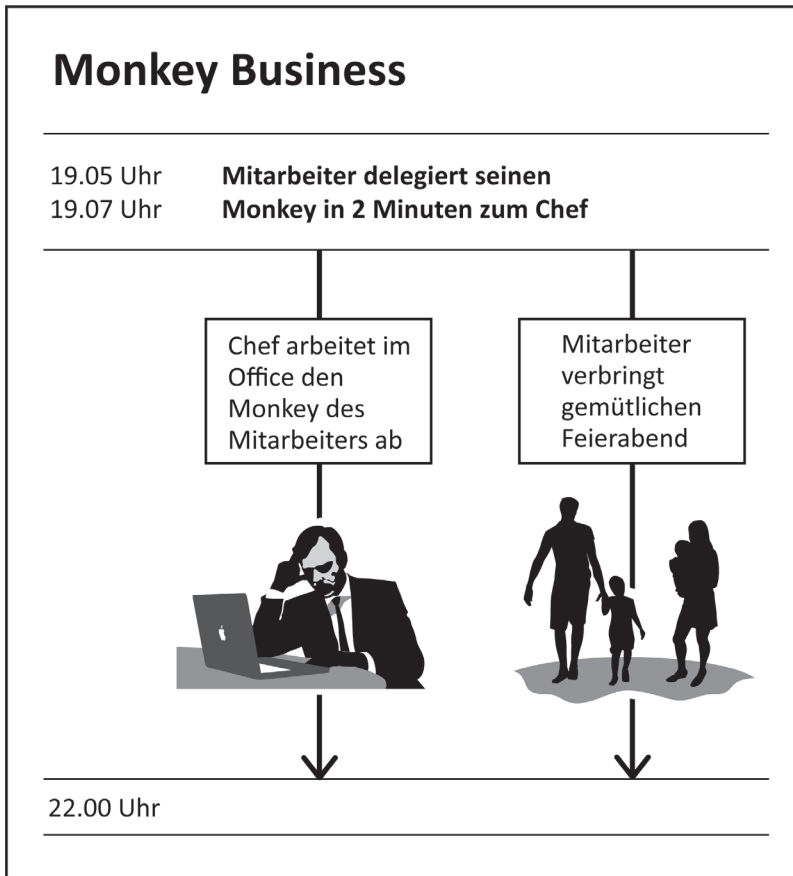 Monkey Business
19.05 Uhr Mitarbeiter delegiert seinen
19.07 Uhr Monkey in 2 Minuten zum Chef
Chef arbeitet im
Office den
Monkey des
Mitarbeiters ab
Mitarbeiter
verbringt
gemütlichen
Feierabend
22.00 Uhr